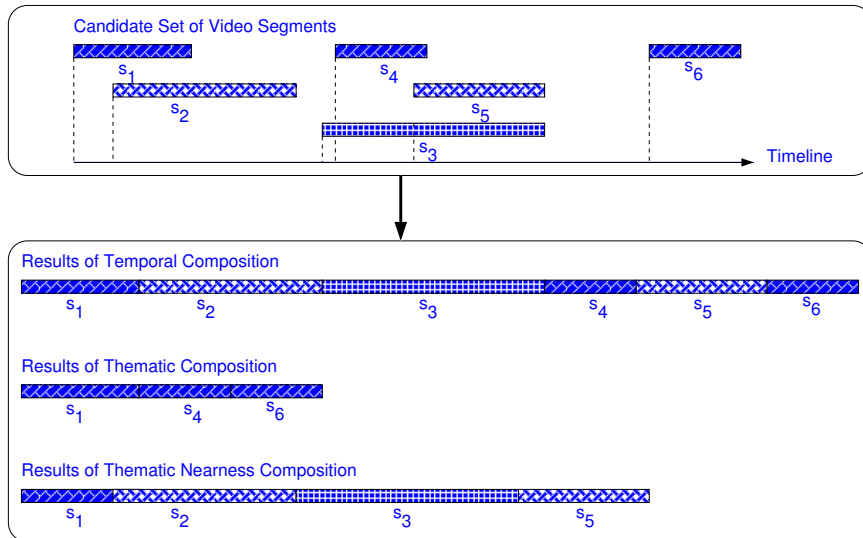 Candidate Set of Video Segments
s1 s4 s6
s2 s5
s3
Timeline
Results of Temporal Composition
s1 s2 s3 s4 s5 s6
Results of Thematic Composition
s1 s4 s6
Results of Thematic Nearness Composition
s1 s2 s3 s5